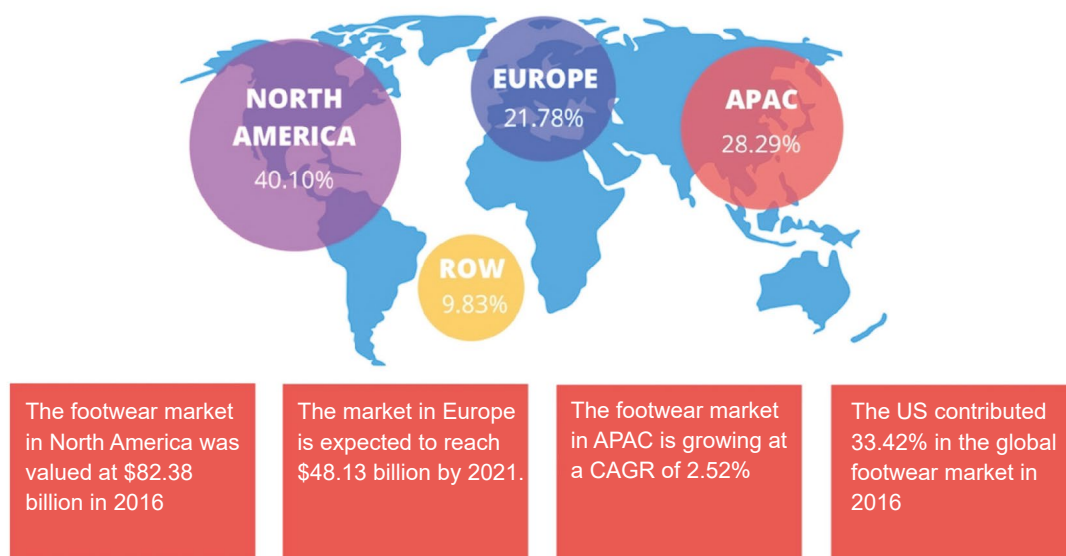 NORTH
AMERICA
40.10%
EUROPE
21.78%
APAC
28.29%
ROW
9.83%
The footwear market
in North America was
valued at $82.38
billion in 2016
The market in Europe
is expected to reach
$48.13 billion by 2021.
The footwear market
in APAC is growing at
a CAGR of 2.52%
The US contributed
33.42% in the global
footwear market in
2016